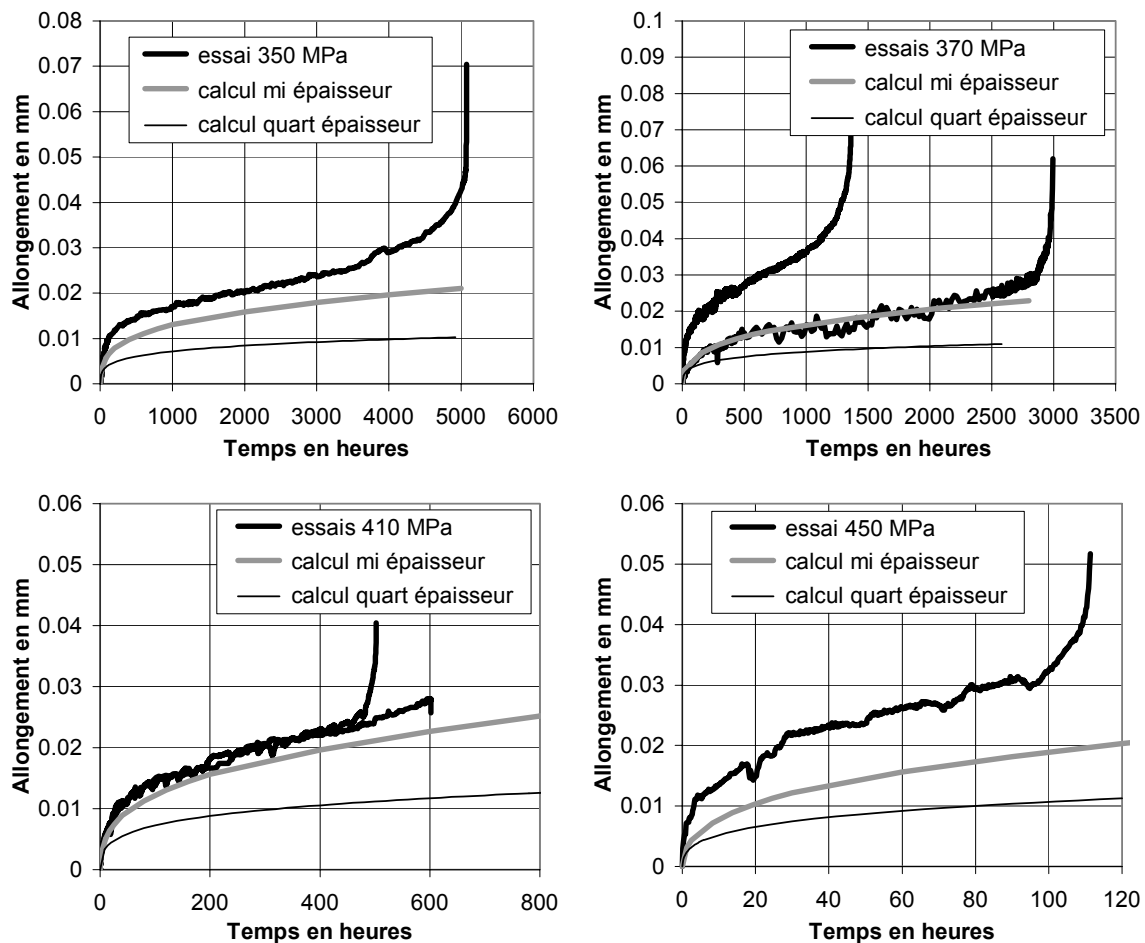 0.08
0.07
0.06
0.05
0.04
0.03
0.02
0.01
0
Allongement en mm
essai 350 MPa
calcul mi épaisseur
calcul quart épaisseur
0 1000 2000 3000 4000 5000 6000
Temps en heures
0.1
0.09
0.08
0.07
0.06
0.05
0.04
0.03
0.02
0.01
0
Allongement en mm
essais 370 MPa
calcul mi épaisseur
calcul quart épaisseur
0 500 1000 1500 2000 2500 3000 3500
Temps en heures
0.06
0.05
0.04
0.03
0.02
0.01
0
Allongement en mm
essais 410 MPa
calcul mi épaisseur
calcul quart épaisseur
0 200 400 600 800
Temps en heures
0.06
0.05
0.04
0.03
0.02
0.01
0
Allongement en mm
essai 450 MPa
calcul mi épaisseur
calcul quart épaisseur
0 20 40 60 80 100 120
Temps en heures